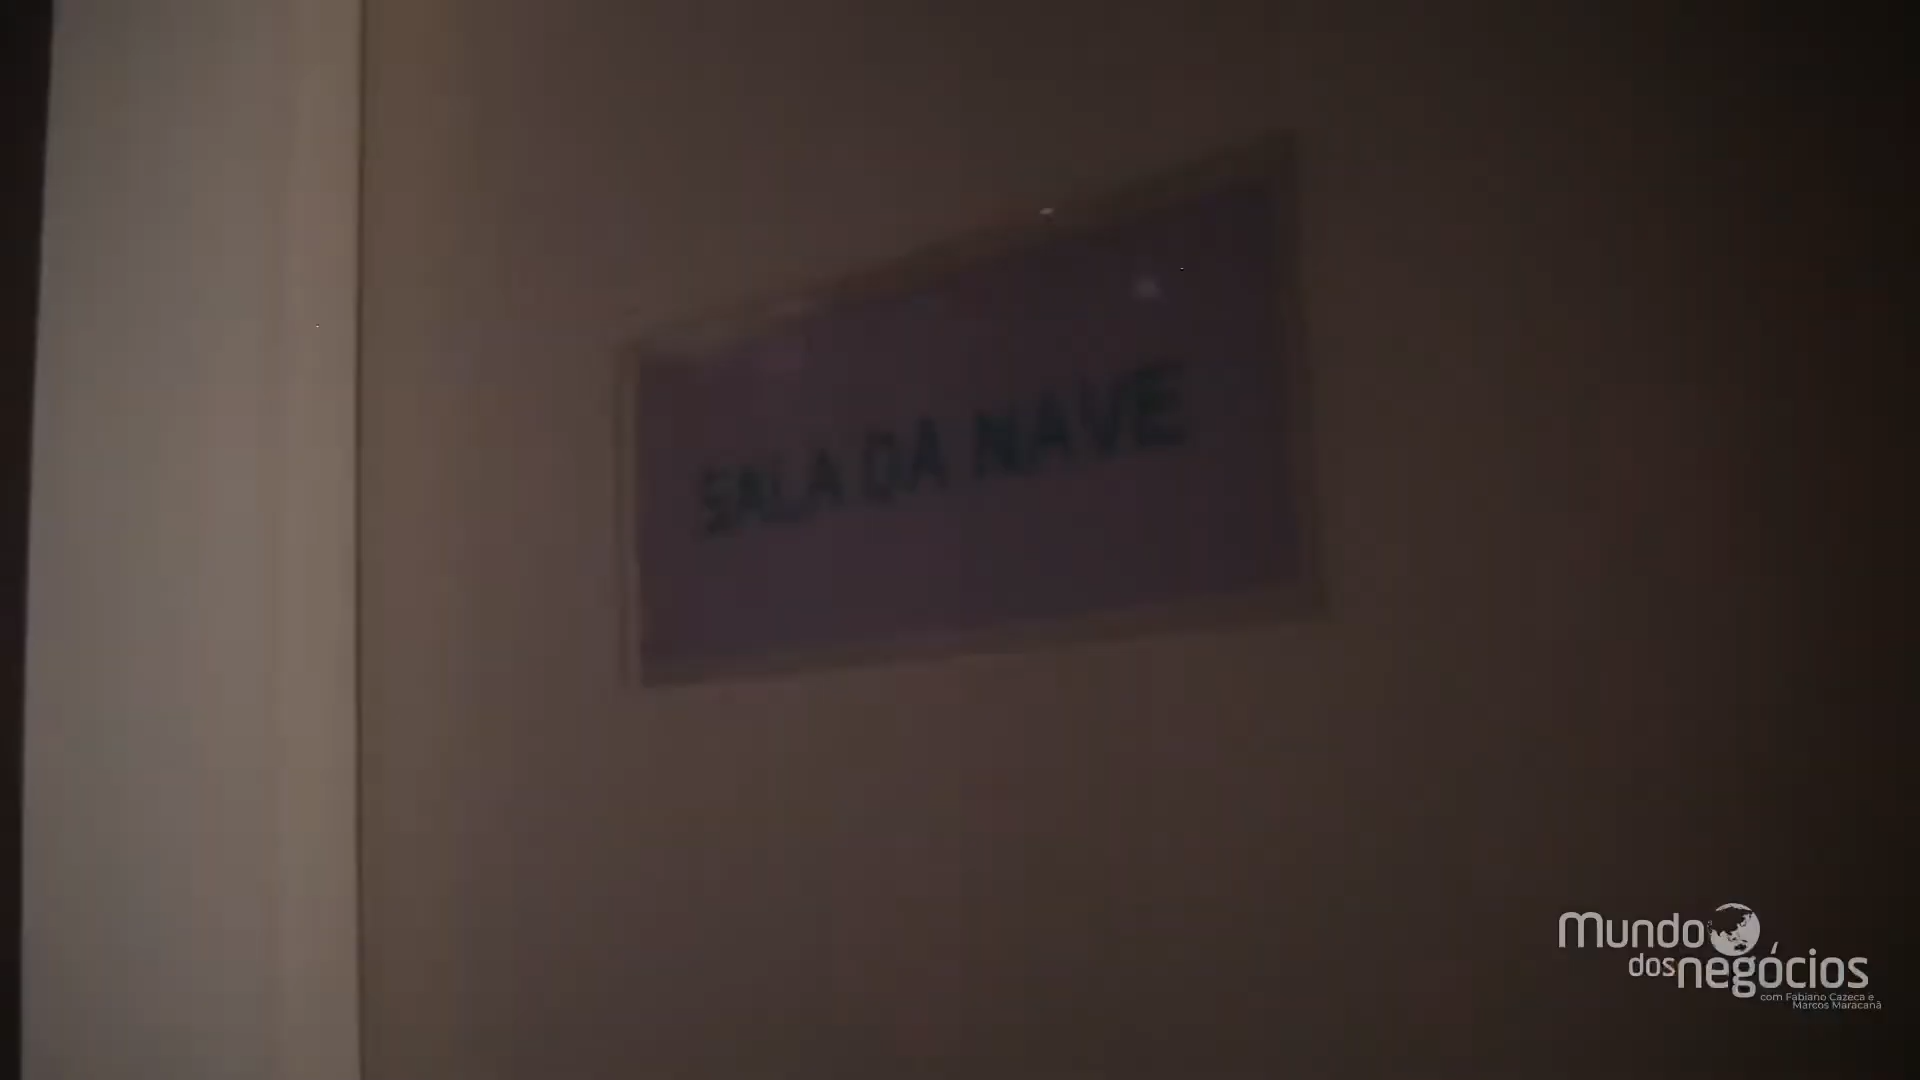 SALA DA NAVE
Mundo
dos negócios
com Fabiano Cazeca e
Marcos Maracanã